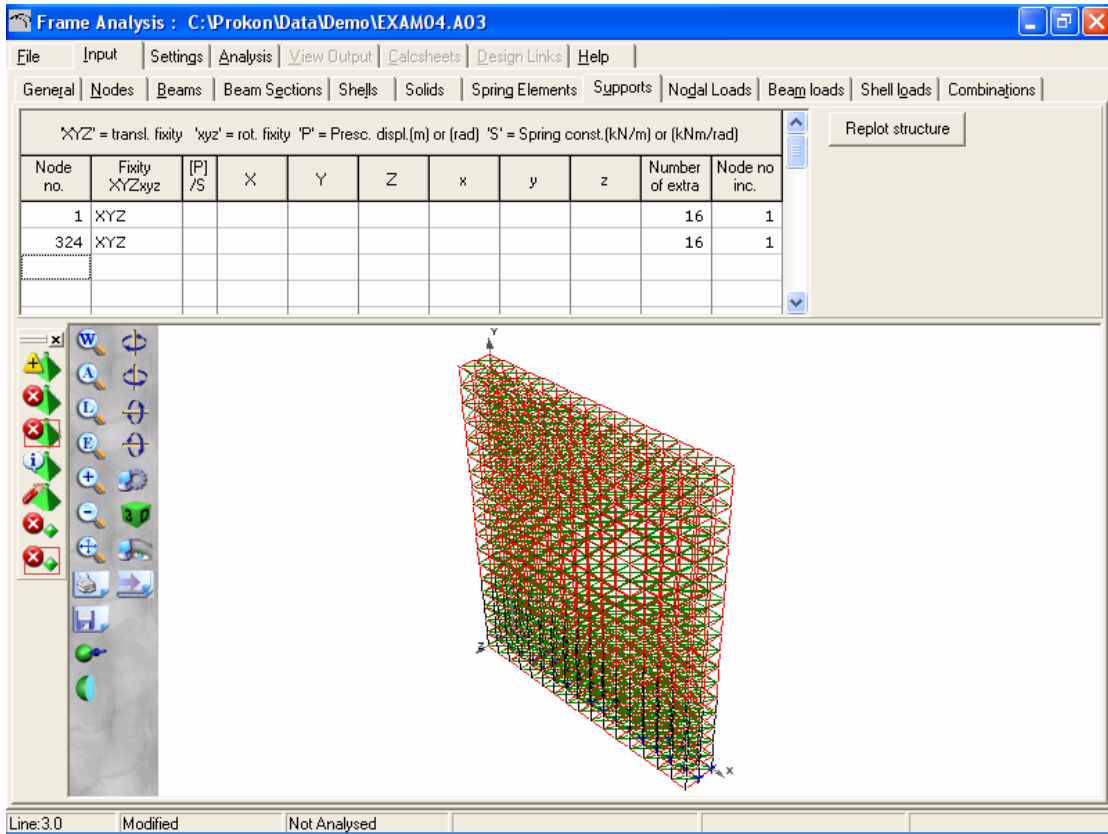 Frame Analysis : C:\Prokon\Data\Demo\EXAM04.A03
File Input Settings Analysis View Output Calcsheets Design Links Help
General Nodes Beams Beam Sections Shells Solids Spring Elements Supports Nodal Loads Beam loads Shell loads Combinations
'XYZ' = transl. fixity 'xyz' = rot. fixity 'P' = Presc. displ.(m) or (rad) 'S' = Spring const.(kN/m) or (kNm/rad)
Replot structure
Node no. Fixity XYZxyz [P] /S X Y Z x y z Number of extra Node no inc.
1 XYZ 16 1
324 XYZ 16 1
W
A
L
E
3 D
Y
Z
X
Line:3.0 Modified Not Analysed